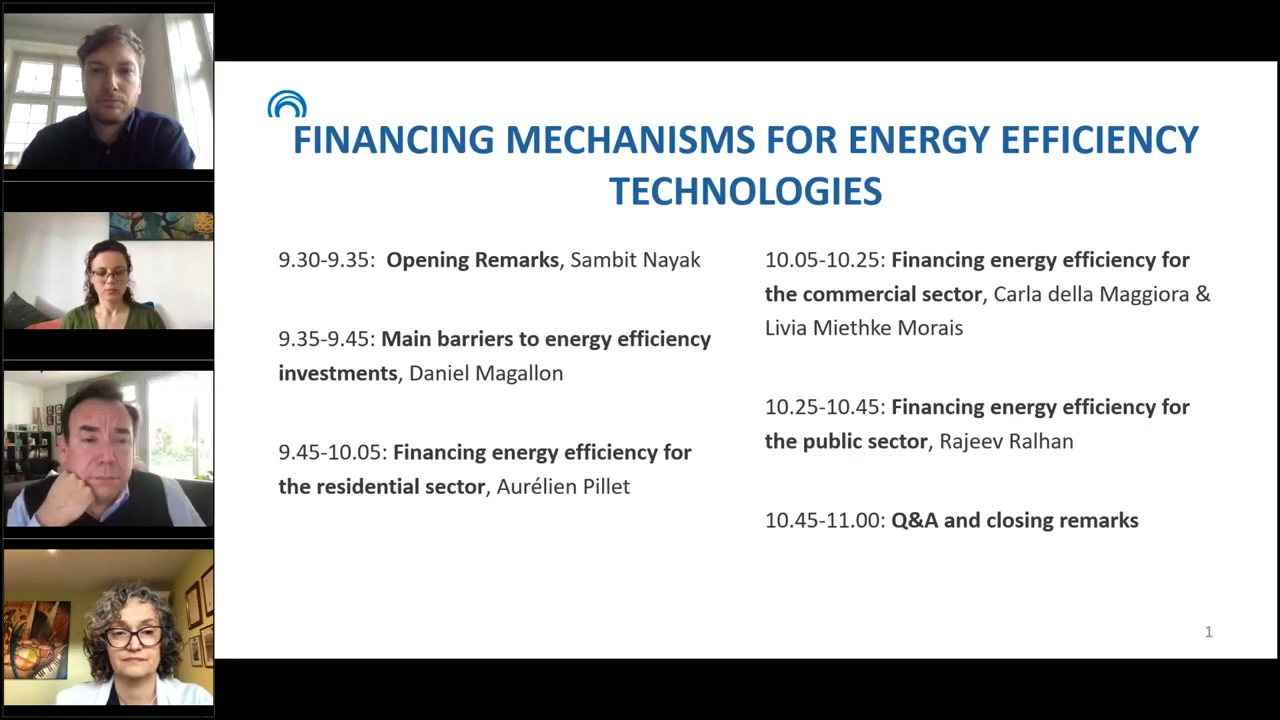 FINANCING MECHANISMS FOR ENERGY EFFICIENCY
TECHNOLOGIES
9.30-9.35: Opening Remarks, Sambit Nayak
9.35-9.45: Main barriers to energy efficiency
investments, Daniel Magallon
9.45-10.05: Financing energy efficiency for
the residential sector, Aurélien Pillet
10.05-10.25: Financing energy efficiency for
the commercial sector, Carla della Maggiora &
Livia Miethke Morais
10.25-10.45: Financing energy efficiency for
the public sector, Rajeev Ralhan
10.45-11.00: Q&A and closing remarks
1